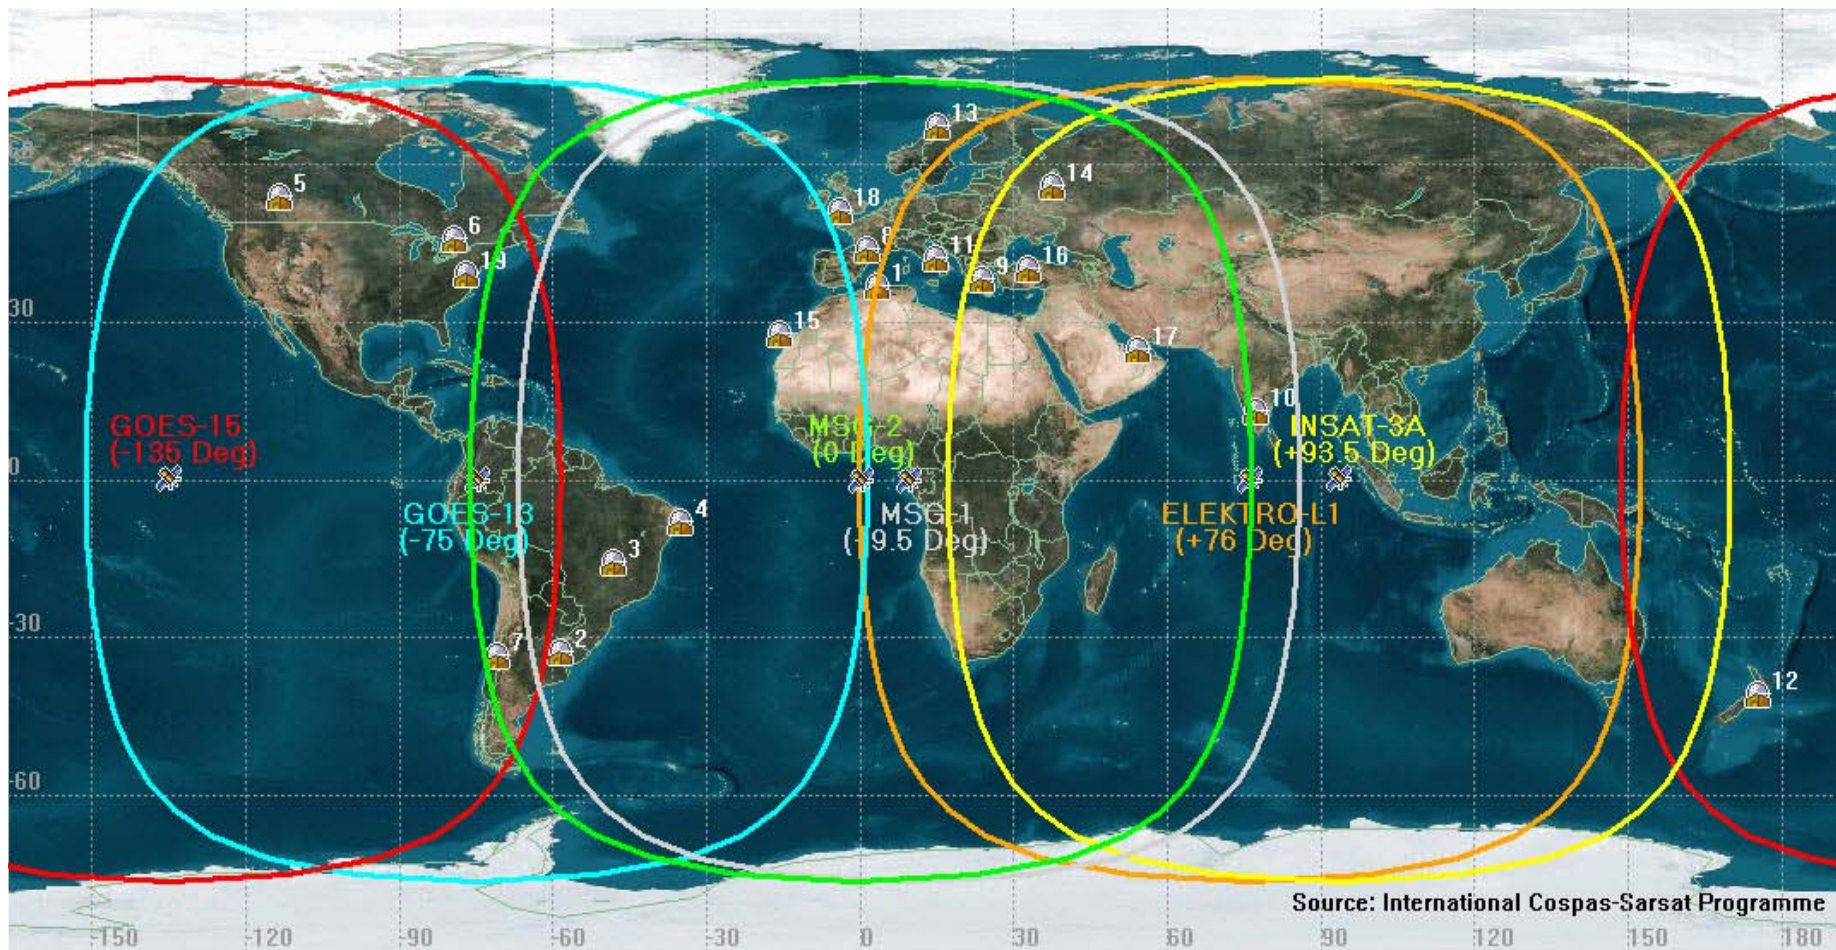 13
60
14
5
18
6
8
11
19
9
16
1
30
15
17
10
GOES-15
(-135 Deg)
MSG-2
(0 Deg)
INSAT-3A
(+93.5 Deg)
0
GOES-13
(-75 Deg)
MSG-1
(+9.5 Deg)
ELEKTRO-L1
(+76 Deg)
4
3
-30
7
2
12
-60
Source: International Cospas-Sarsat Programme
-150 -120 -90 -60 -30 0 30 60 90 120 150 180